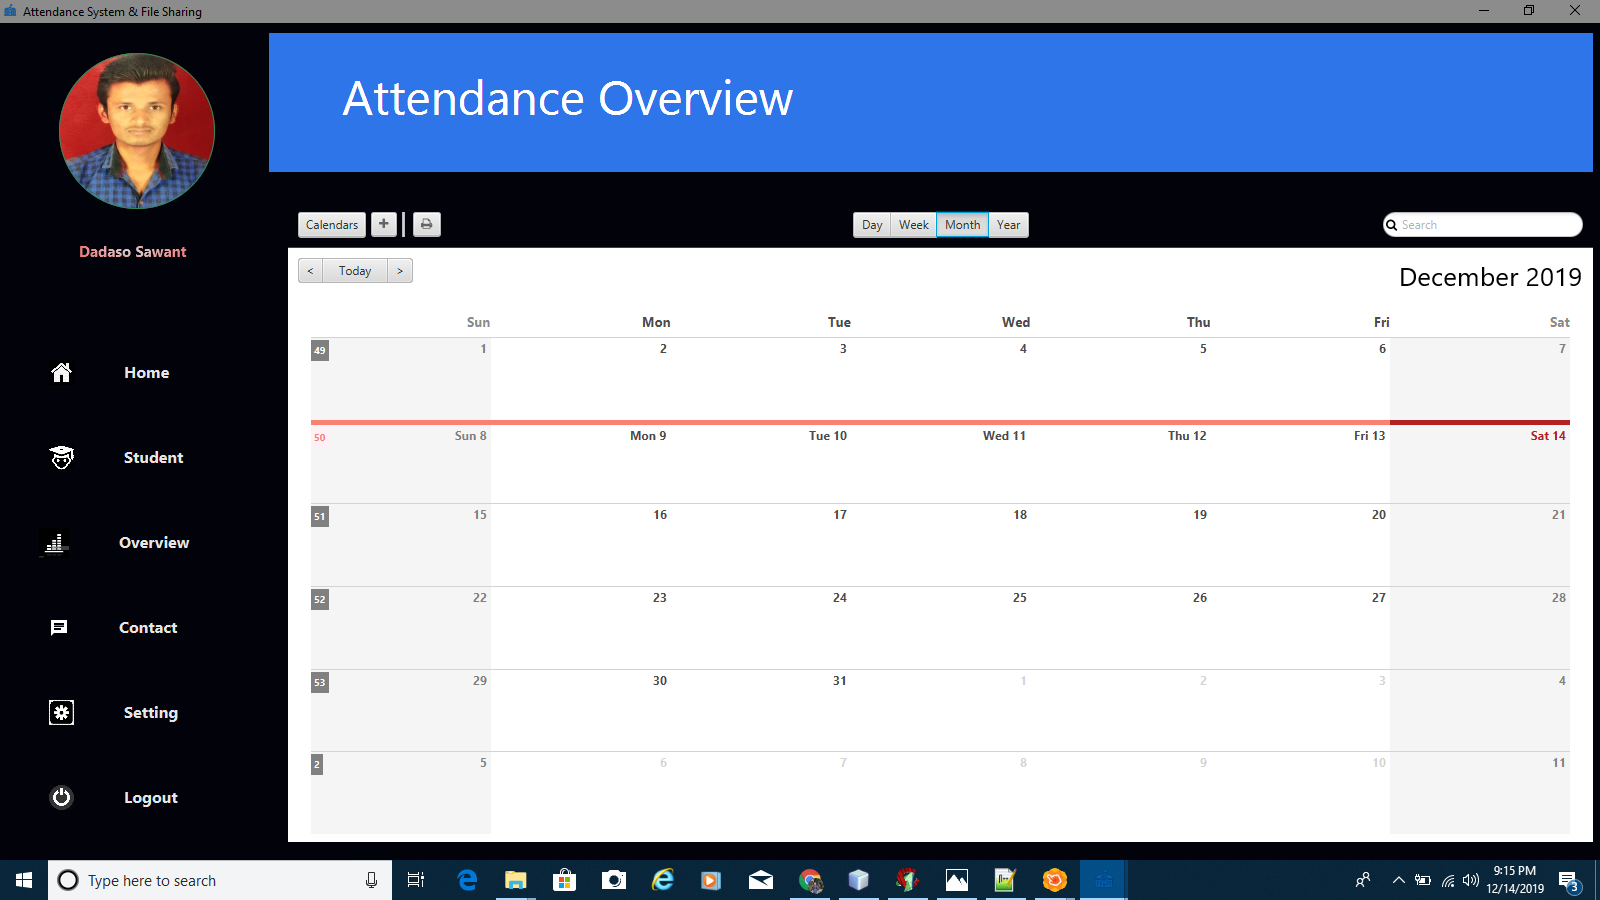 Attendance System & File Sharing
Attendance Overview
Dadaso Sawant
Home
Student
Overview
Contact
Setting
Logout
Calendars + Day Week Month Year Search
< Today > December 2019
Sun Mon Tue Wed Thu Fri Sat
49 1 2 3 4 5 6 7
50 Sun 8 Mon 9 Tue 10 Wed 11 Thu 12 Fri 13 Sat 14
51 15 16 17 18 19 20 21
52 22 23 24 25 26 27 28
53 29 30 31 1 2 3 4
2 5 6 7 8 9 10 11
Type here to search
9:15 PM
12/14/2019
3